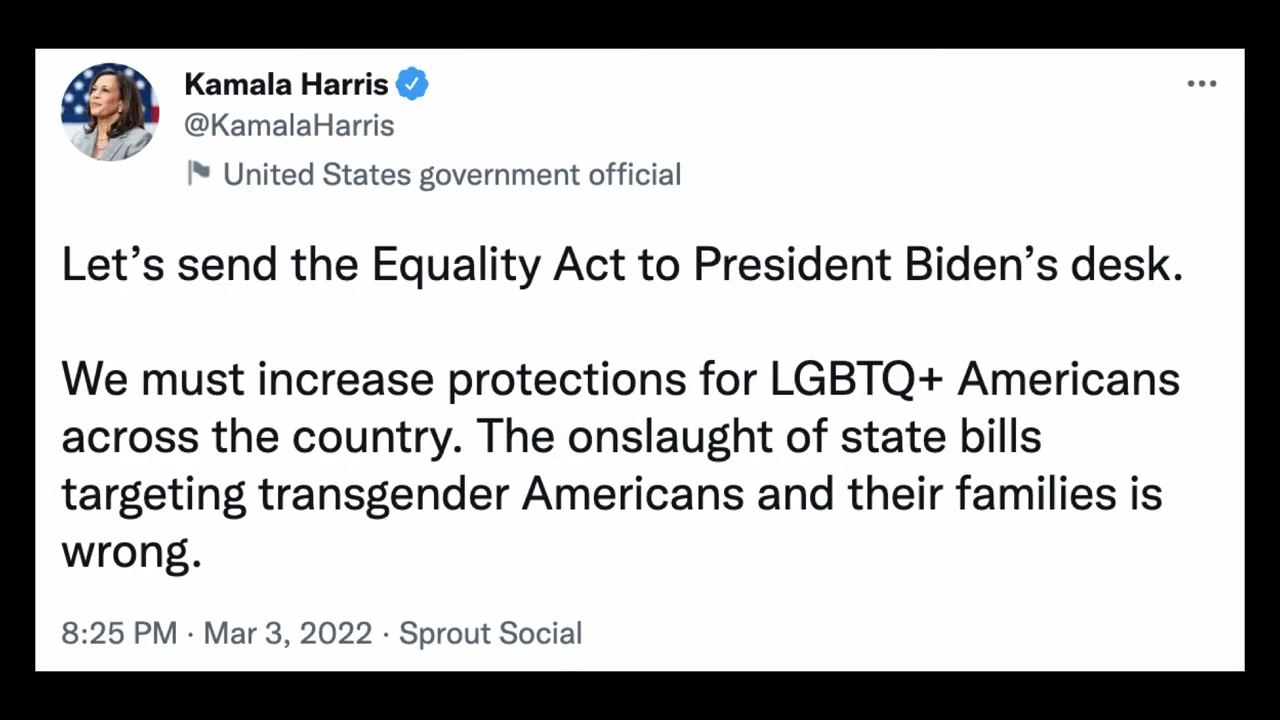 Kamala Harris
@KamalaHarris
United States government official
Let’s send the Equality Act to President Biden’s desk.
We must increase protections for LGBTQ+ Americans
across the country. The onslaught of state bills
targeting transgender Americans and their families is
wrong.
8:25 PM · Mar 3, 2022 · Sprout Social